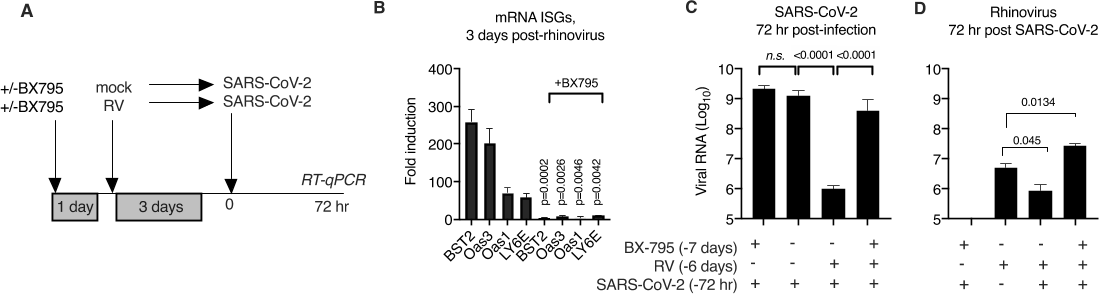 A
+/-BX795 mock SARS-CoV-2
+/-BX795 RV SARS-CoV-2
1 day
3 days
0
RT-qPCR
72 hr
B
mRNA ISGs,
3 days post-rhinovirus
Fold induction
400
300
200
100
0
+BX795
p=0.0002
p=0.0026
p=0.0046
p=0.0042
BST2
Oas3
Oas1
LY6E
BST2
Oas3
Oas1
LY6E
C
SARS-CoV-2
72 hr post-infection
n.s. <0.0001 <0.0001
Viral RNA (Log10)
10
9
8
7
6
5
BX-795 (-7 days) + - - +
RV (-6 days) - - + +
SARS-CoV-2 (-72 hr) + + + +
D
Rhinovirus
72 hr post SARS-CoV-2
10
9
8
7
6
5
0.0134
0.045
+ - - +
- + + +
+ - + +